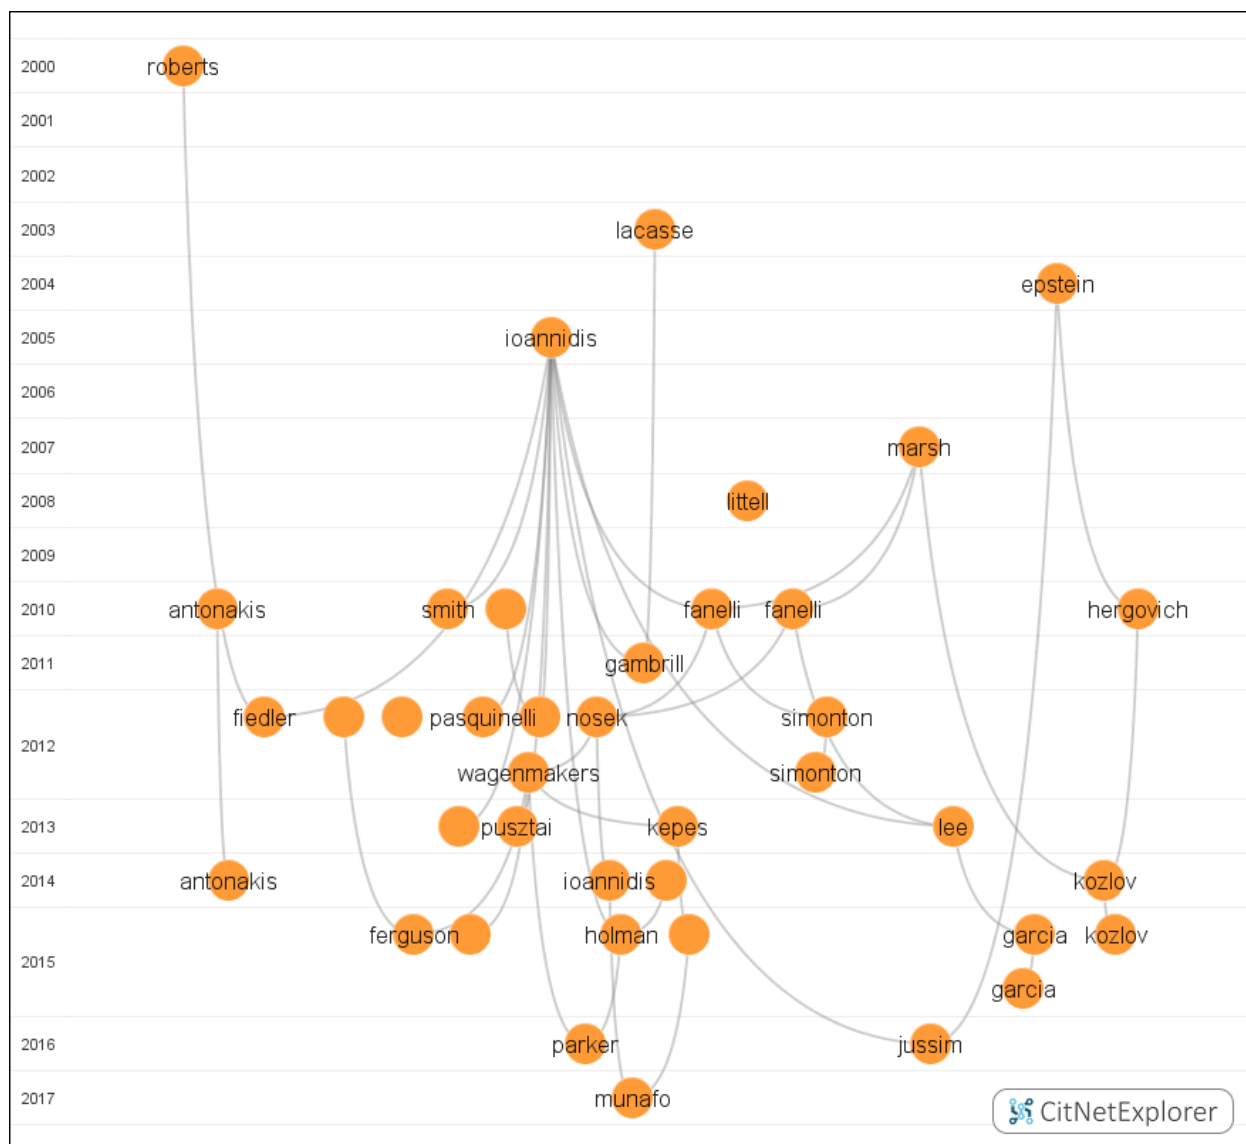 2000 roberts
2001
2002
2003 lacasse
2004 epstein
2005 ioannidis
2006
2007 marsh
2008 littell
2009
2010 antonakis smith fanelli fanelli hergovich
2011 gambrill
fiedler pasquinelli nosek simonton
2012
wagenmakers simonton
2013 pusztai kepes lee
2014 antonakis ioannidis kozlov
ferguson holman garcia kozlov
2015
garcia
2016 parker jussim
2017 munafo
CitNetExplorer